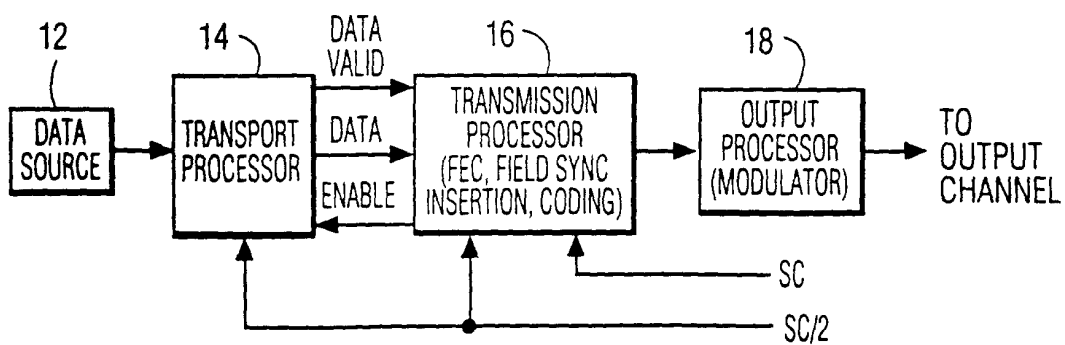 12
DATA
SOURCE
14
TRANSPORT
PROCESSOR
DATA
VALID
DATA
ENABLE
16
TRANSMISSION
PROCESSOR
(FEC, FIELD SYNC
INSERTION, CODING)
18
OUTPUT
PROCESSOR
(MODULATOR)
TO
OUTPUT
CHANNEL
SC
SC/2